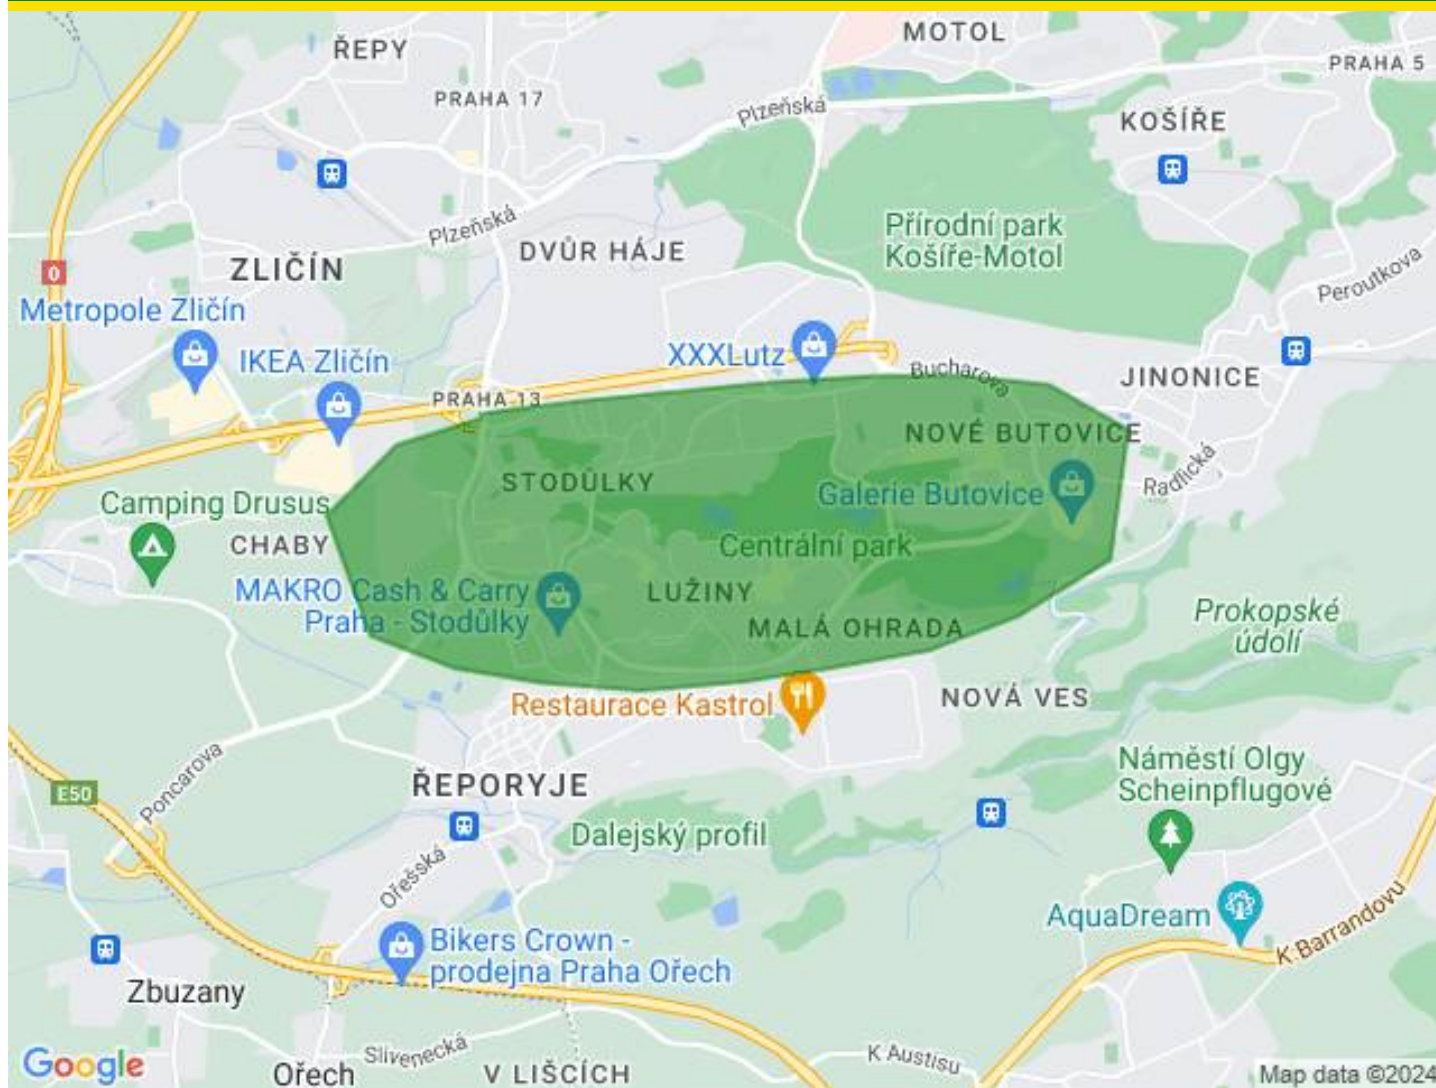 MOTOL
ŘEPY
PRAHA 5
PRAHA 17
Plzeňská
KOŠÍŘE
Plzeňská
Přírodní park
Košíře-Motol
DVŮR HÁJE
ZLIČÍN
0
Peroutkova
Metropole Zličín
IKEA Zličín
XXXLutz
Bucharova
JINONICE
PRAHA 13
NOVÉ BUTOVICE
Radlická
STODŮLKY
Galerie Butovice
Camping Drusus
CHABY
Centrální park
MAKRO Cash & Carry
Praha - Stodůlky
LUŽINY
MALÁ OHRADA
Prokopské
údolí
Restaurace Kastrol
NOVÁ VES
Poncarova
E50
ŘEPORYJE
Náměstí Olgy
Scheinpflugové
Dalejský profil
Ořešská
AquaDream
K Barrandovu
Bikers Crown -
prodejna Praha Ořech
Zbuzany
Slivenecká
K Austisu
Google
Ořech
V LIŠCÍCH
Map data ©2024